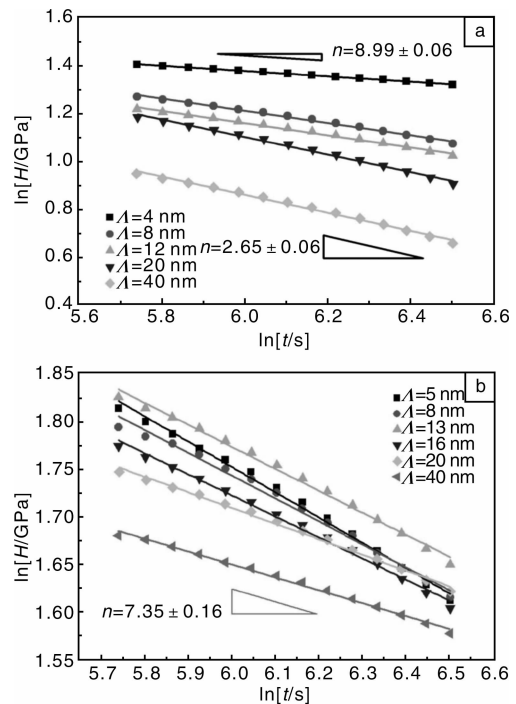 a
1.6
1.4
1.2
1.0
0.8
0.6
0.4
ln[H/GPa]
n=8.99 ± 0.06
Λ=4 nm
Λ=8 nm
Λ=12 nm
Λ=20 nm
Λ=40 nm
n=2.65 ± 0.06
5.6 5.8 6.0 6.2 6.4 6.6
ln[t/s]
b
1.85
1.80
1.75
1.70
1.65
1.60
1.55
ln[H/GPa]
Λ=5 nm
Λ=8 nm
Λ=13 nm
Λ=16 nm
Λ=20 nm
Λ=40 nm
n=7.35 ± 0.16
5.7 5.8 5.9 6.0 6.1 6.2 6.3 6.4 6.5 6.6
ln[t/s]